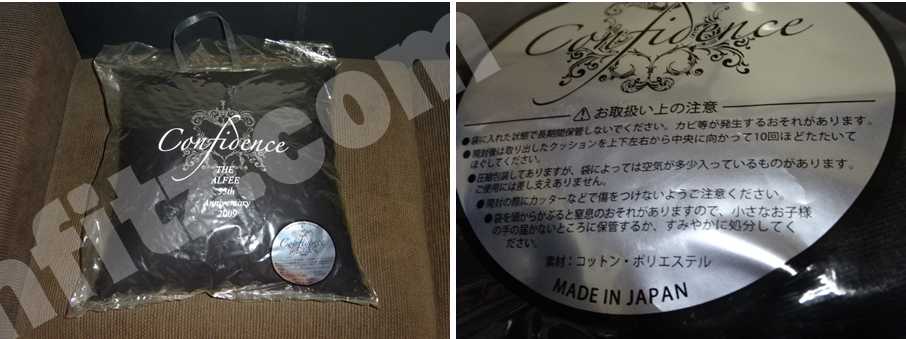 Confidence
THE
ALFEE
35th
Anniversary
2009
Confidence
Confidence
⚠お取扱い上の注意
●袋に入れた状態で長期間保管しないでください。カビ等が発生するおそれがあります。
●開封後は取り出したクッションを上下左右から中央に向かって10回ほどたたいて
ほぐしてください。
●圧縮包装してありますが、袋によっては空気が多少入っているものがあります。
ご使用には差し支えありません。
●開封の際にカッターなどで傷をつけないようご注意ください。
●袋を頭からかぶると窒息のおそれがありますので、小さなお子様
の手の届かないところに保管するか、すみやかに処分してく
ださい。
素材：コットン・ポリエステル
MADE IN JAPAN
nfitz.com